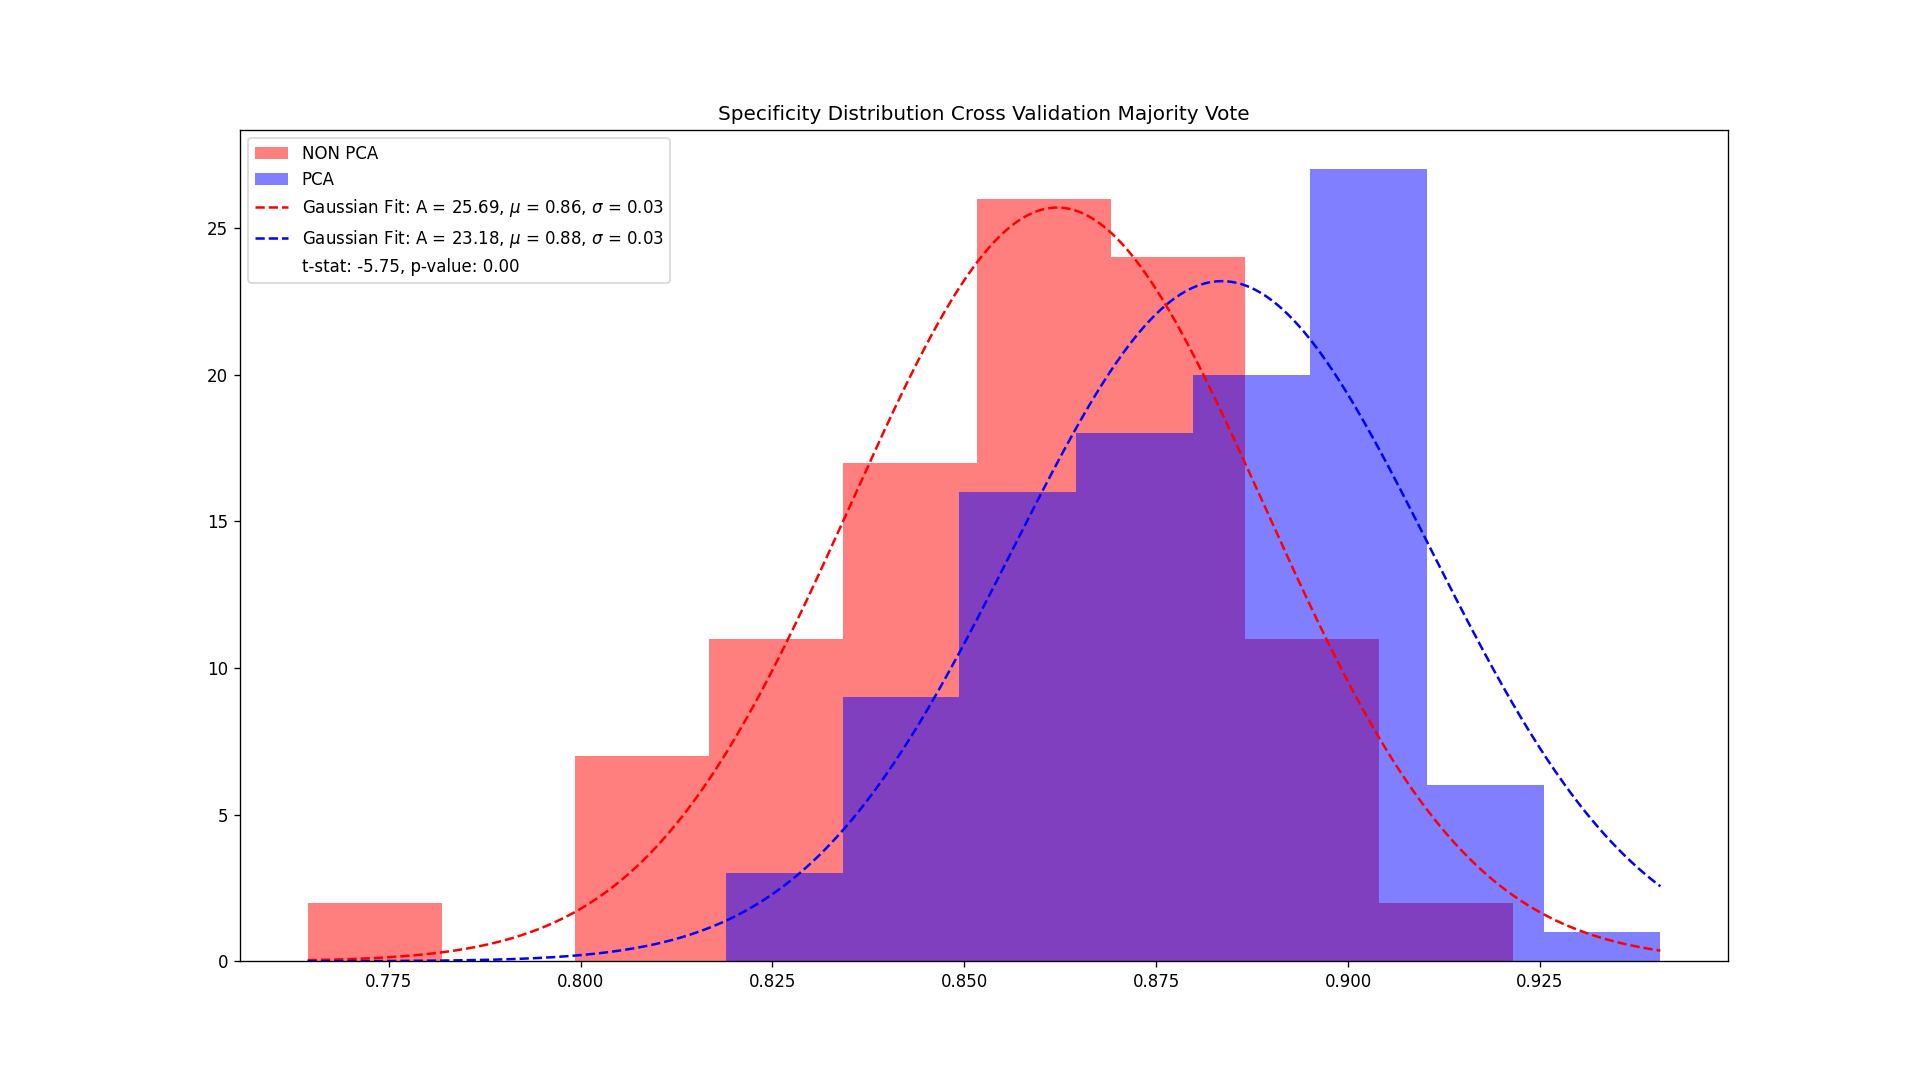 Specificity Distribution Cross Validation Majority Vote
NON PCA
PCA
Gaussian Fit: A = 25.69, μ = 0.86, σ = 0.03
Gaussian Fit: A = 23.18, μ = 0.88, σ = 0.03
t-stat: -5.75, p-value: 0.00
25
20
15
10
5
0
0.775 0.800 0.825 0.850 0.875 0.900 0.925